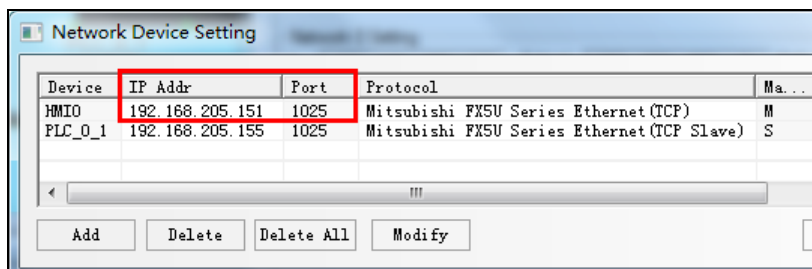 Network Device Setting
Device IP Addr Port Protocol Ma...
HMI0 192.168.205.151 1025 Mitsubishi FX5U Series Ethernet(TCP) M
PLC_0_1 192.168.205.155 1025 Mitsubishi FX5U Series Ethernet(TCP Slave) S
Add Delete Delete All Modify